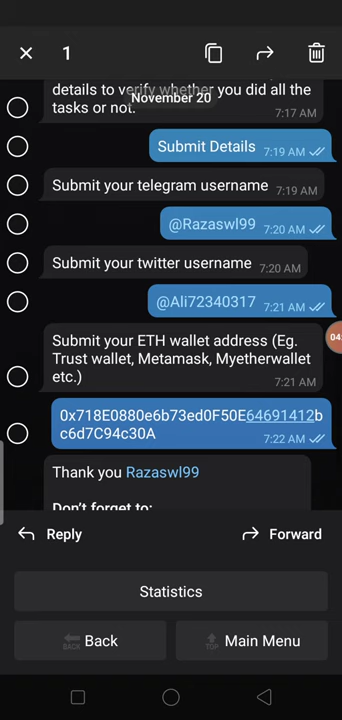 1
details to verify whether you did all the
November 20
tasks or not.
7:17 AM
Submit Details 7:19 AM
Submit your telegram username 7:19 AM
@Razaswl99 7:20 AM
Submit your twitter username 7:20 AM
@Ali72340317 7:21 AM
Submit your ETH wallet address (Eg.
Trust wallet, Metamask, Myetherwallet
etc.)
7:21 AM
04
0x718E0880e6b73ed0F50E64691412b
c6d7C94c30A
7:22 AM
Thank you Razaswl99
Don't forget to:
Reply
Forward
Statistics
BACK Back
TOP Main Menu